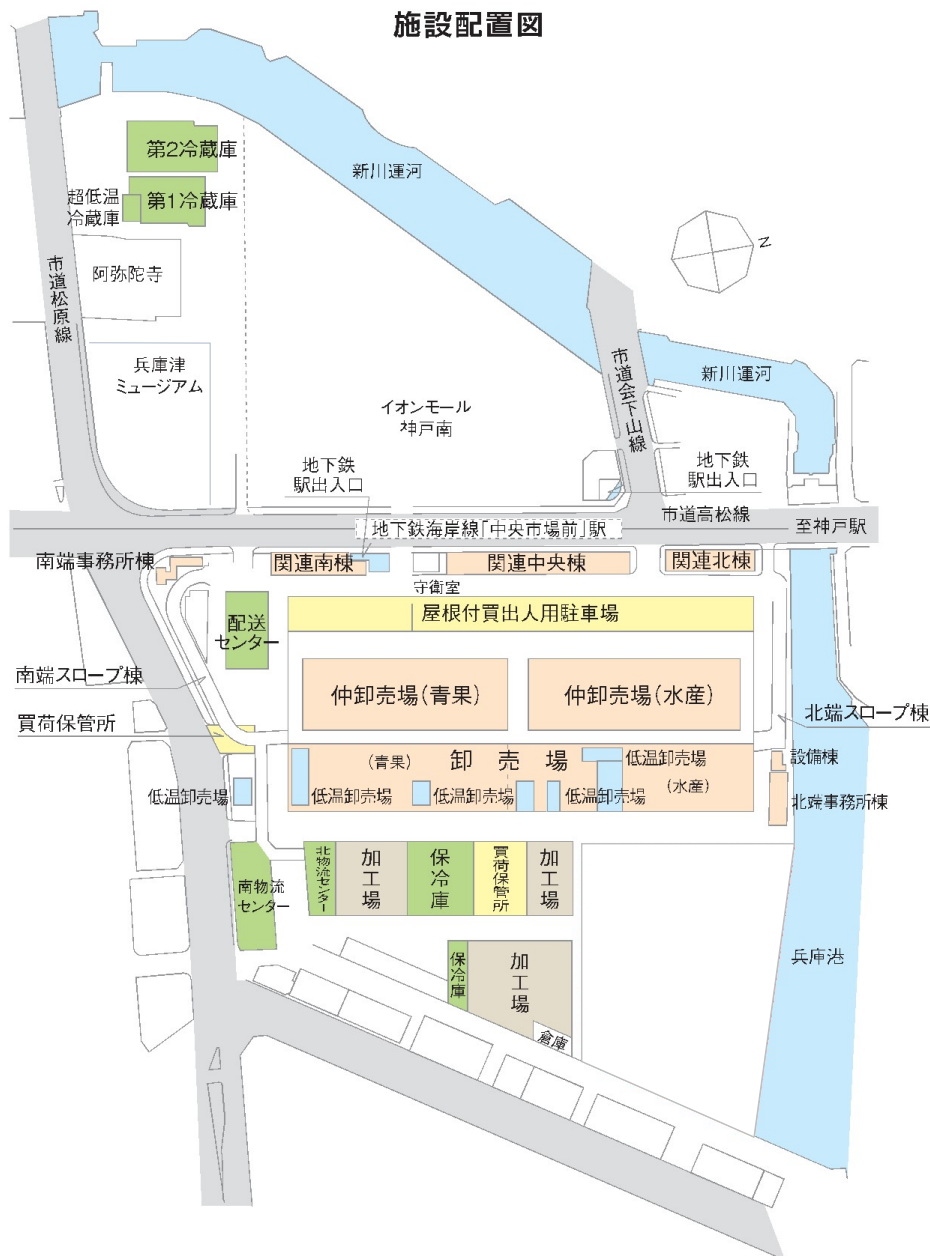 施設配置図
第2冷蔵庫
新川運河
超低温
冷蔵庫
第1冷蔵庫
N
市道松原線
阿弥陀寺
兵庫津
ミュージアム
市道会下山線
新川運河
イオンモール
神戸南
地下鉄
駅出入口
地下鉄
駅出入口
市道高松線
地下鉄海岸線「中央市場前」駅
至神戸駅
南端事務所棟
関連南棟
関連中央棟
関連北棟
守衛室
配送
センター
屋根付買出人用駐車場
南端スロープ棟
仲卸売場(青果)
仲卸売場(水産)
買荷保管所
北端スロープ棟
(青果)
卸売場
低温卸売場
設備棟
低温卸売場
低温卸売場
低温卸売場
低温卸売場
(水産)
北端事務所棟
南物流
センター
北物流センター
加工場
保冷庫
買荷保管所
加工場
保冷庫
加工場
倉庫
兵庫港